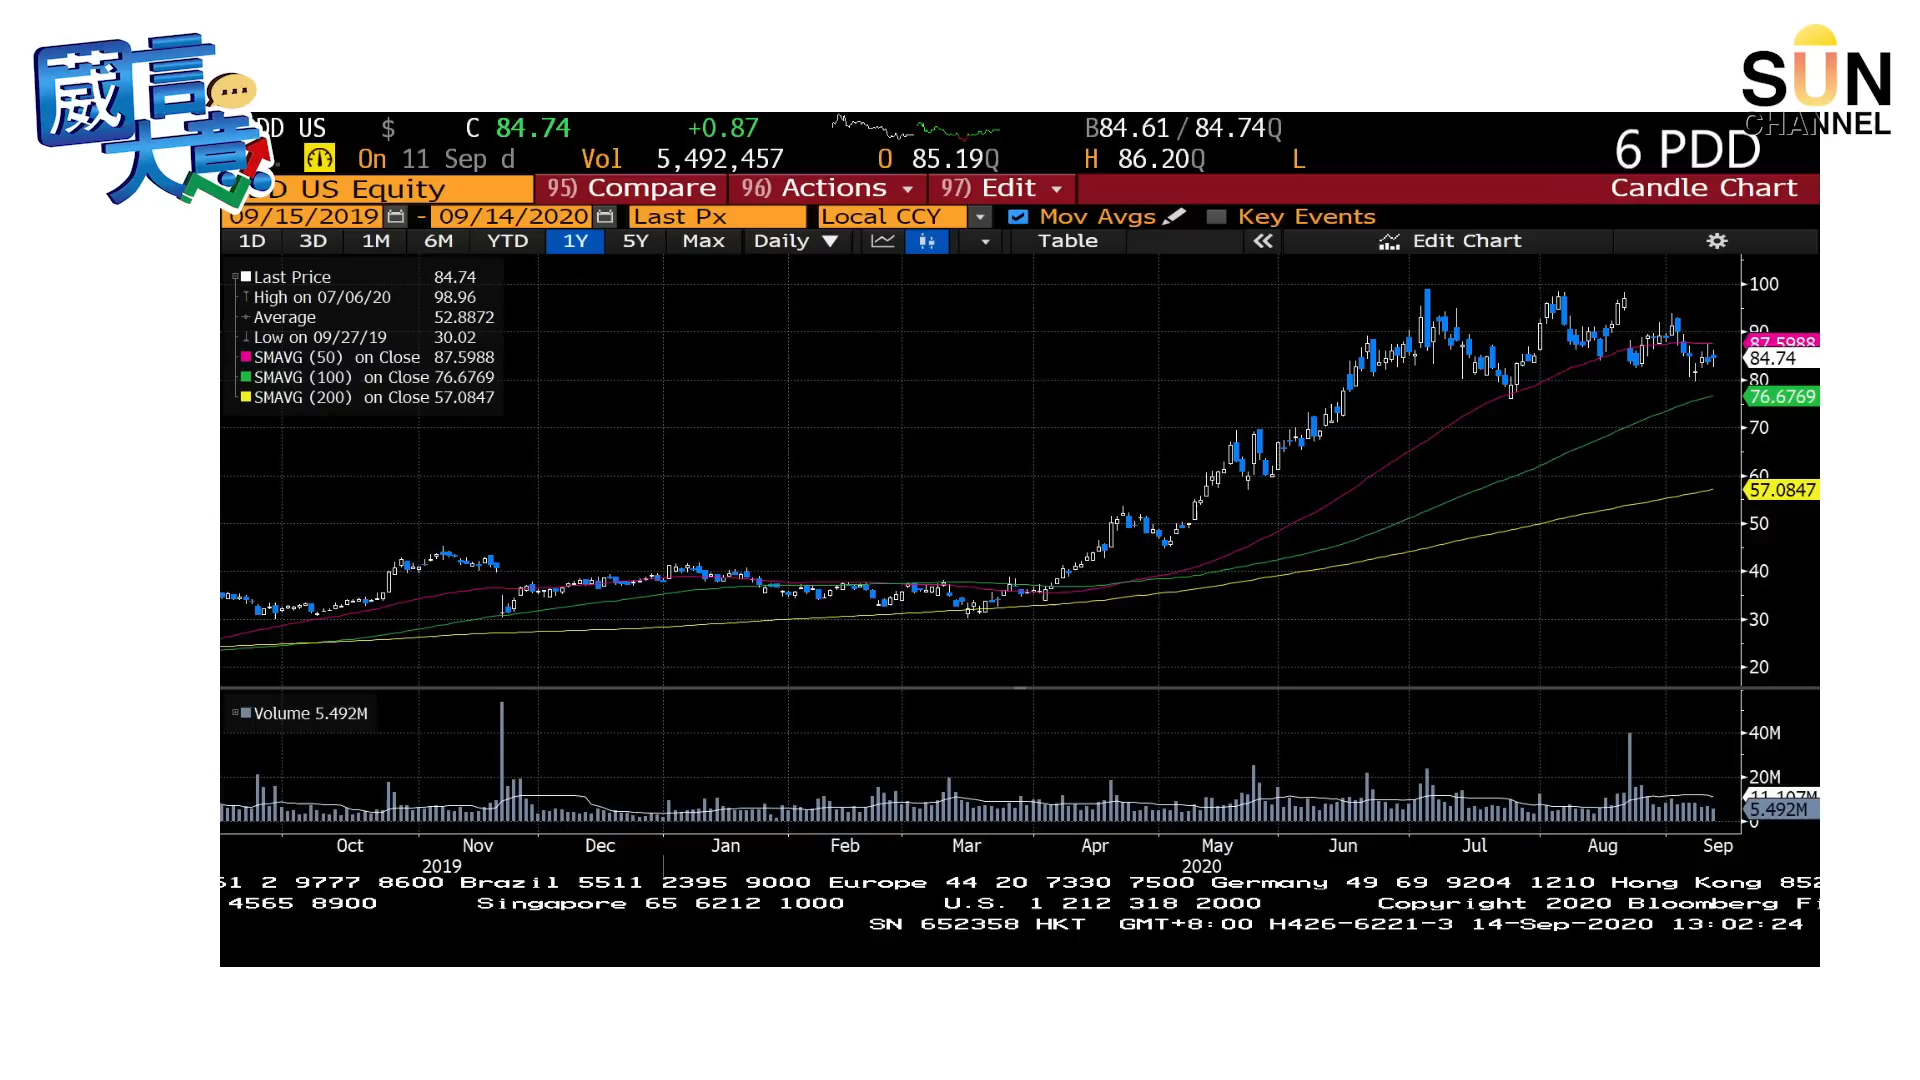 葳言大意
SUN
CHANNEL
DD US $ C 84.74 +0.87 B84.61 / 84.74Q
6 PDD
On 11 Sep d Vol 5,492,457 O 85.19Q H 86.20Q L
D US Equity 95) Compare 96) Actions 97) Edit Candle Chart
09/15/2019 - 09/14/2020 Last Px Local CCY Mov Avgs Key Events
1D 3D 1M 6M YTD 1Y 5Y Max Daily ▼ Table « Edit Chart
Last Price 84.74
High on 07/06/20 98.96
Average 52.8872
Low on 09/27/19 30.02
SMAVG (50) on Close 87.5988
SMAVG (100) on Close 76.6769
SMAVG (200) on Close 57.0847
100
90
87.5988
84.74
80
76.6769
70
60
57.0847
50
40
30
20
Volume 5.492M
40M
20M
11.107M
5.492M
0
Oct Nov Dec Jan Feb Mar Apr May Jun Jul Aug Sep
2019 2020
61 2 9777 8600 Brazil 5511 2395 9000 Europe 44 20 7330 7500 Germany 49 69 9204 1210 Hong Kong 852
4565 8900 Singapore 65 6212 1000 U.S. 1 212 318 2000 Copyright 2020 Bloomberg Fi
SN 652358 HKT GMT+8:00 H426-6221-3 14-Sep-2020 13:02:24